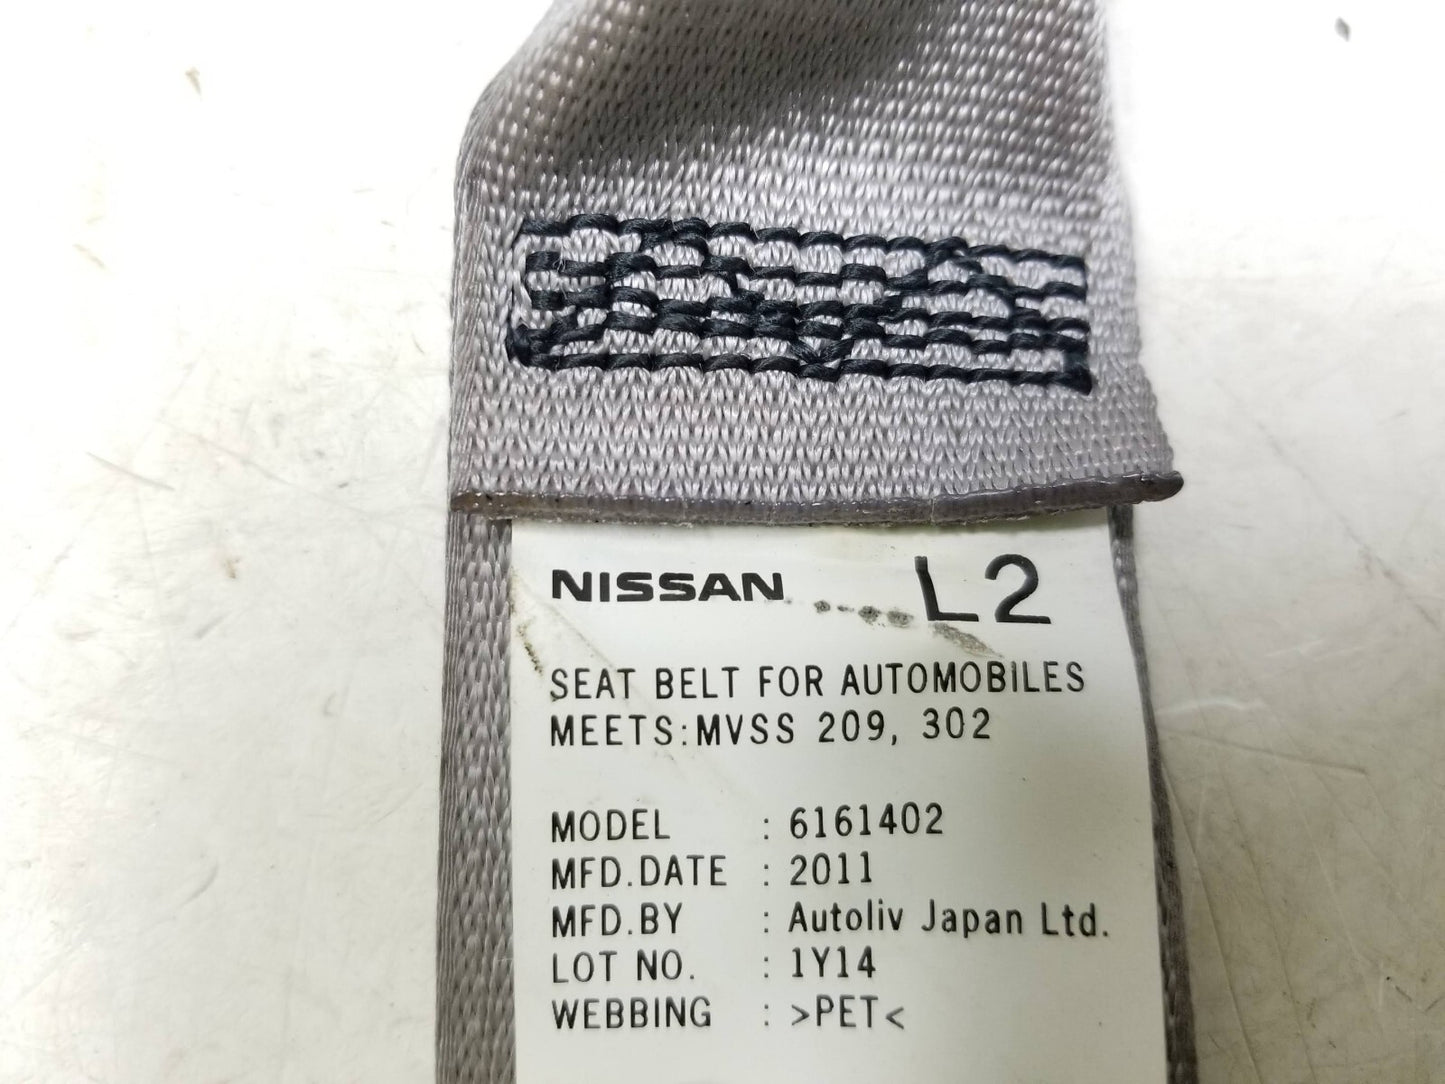 NISSAN L2
SEAT BELT FOR AUTOMOBILES
MEETS:MVSS 209, 302
MODEL : 6161402
MFD.DATE : 2011
MFD.BY : Autoliv Japan Ltd.
LOT NO. : 1Y14
WEBBING : >PET<